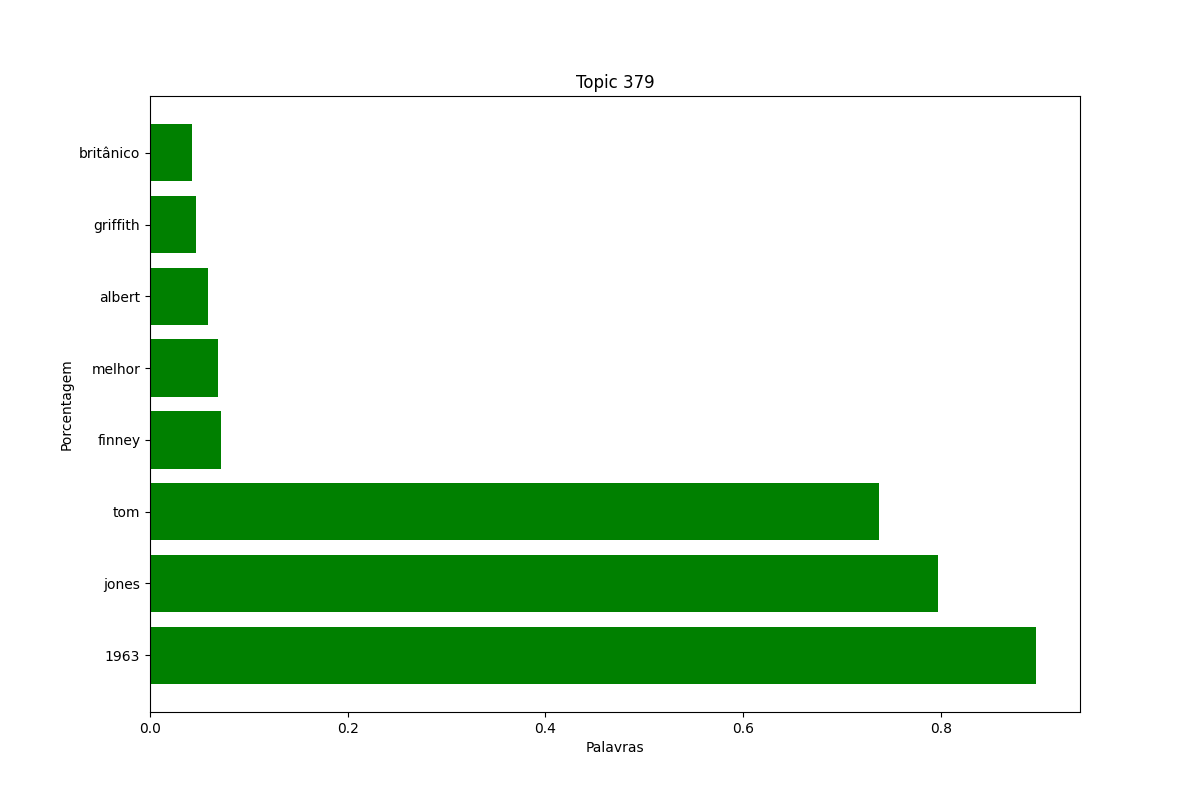 Topic 379
britânico
griffith
albert
melhor
finney
tom
jones
1963
Porcentagem
0.0 0.2 0.4 0.6 0.8
Palavras